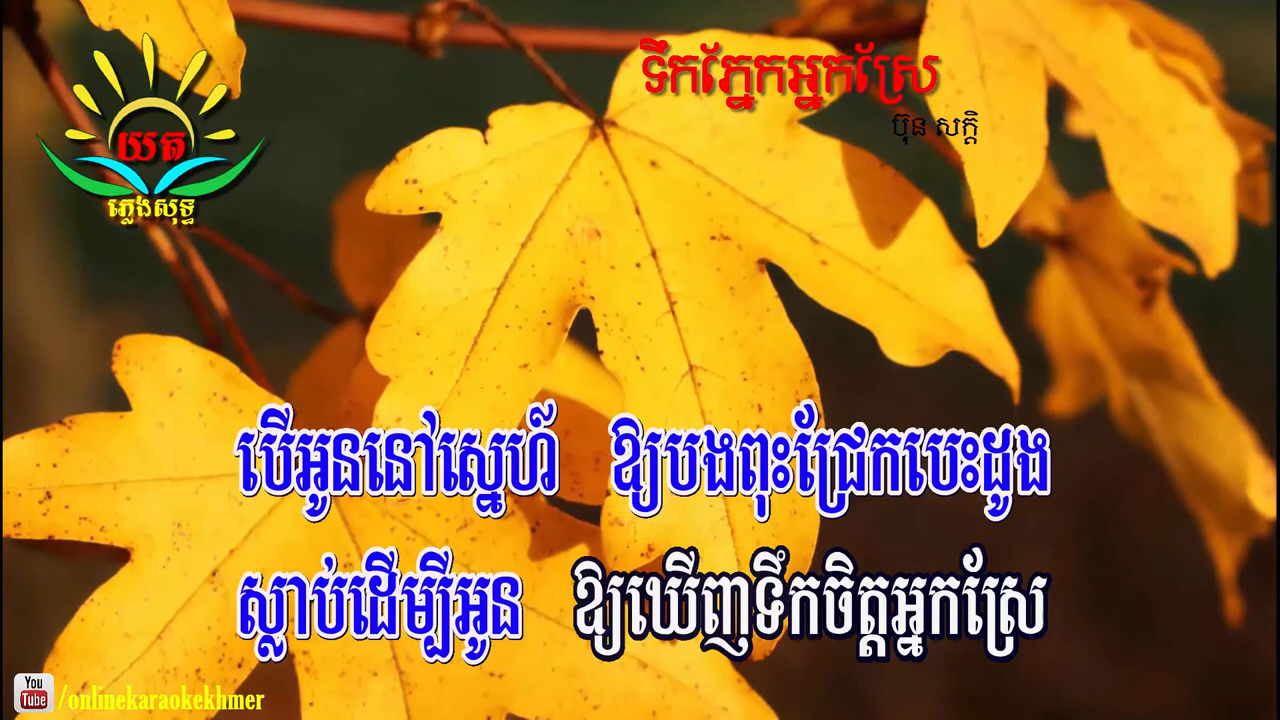 យត
ភ្លេងសុទ្ធ
ទឹកភ្នែកអ្នកស្រែ
ប៊ុន សក្តិ
បើអូននៅស្នេហ៍ ឱ្យបងពុះជ្រែកបេះដូង
ស្លាប់ដើម្បីអូន ឱ្យឃើញទឹកចិត្តអ្នកស្រែ
You Tube /onlinekaraokekhmer